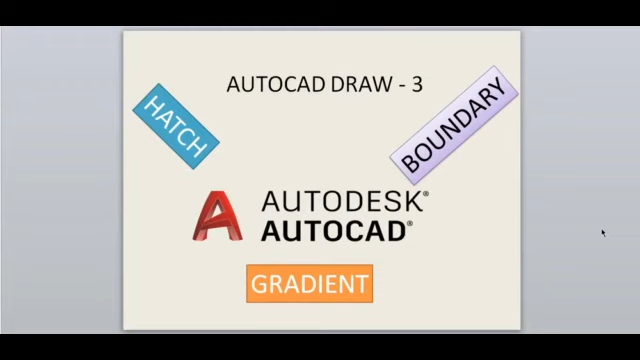 AUTOCAD DRAW - 3
HATCH
BOUNDARY
AUTODESK®
AUTOCAD®
GRADIENT